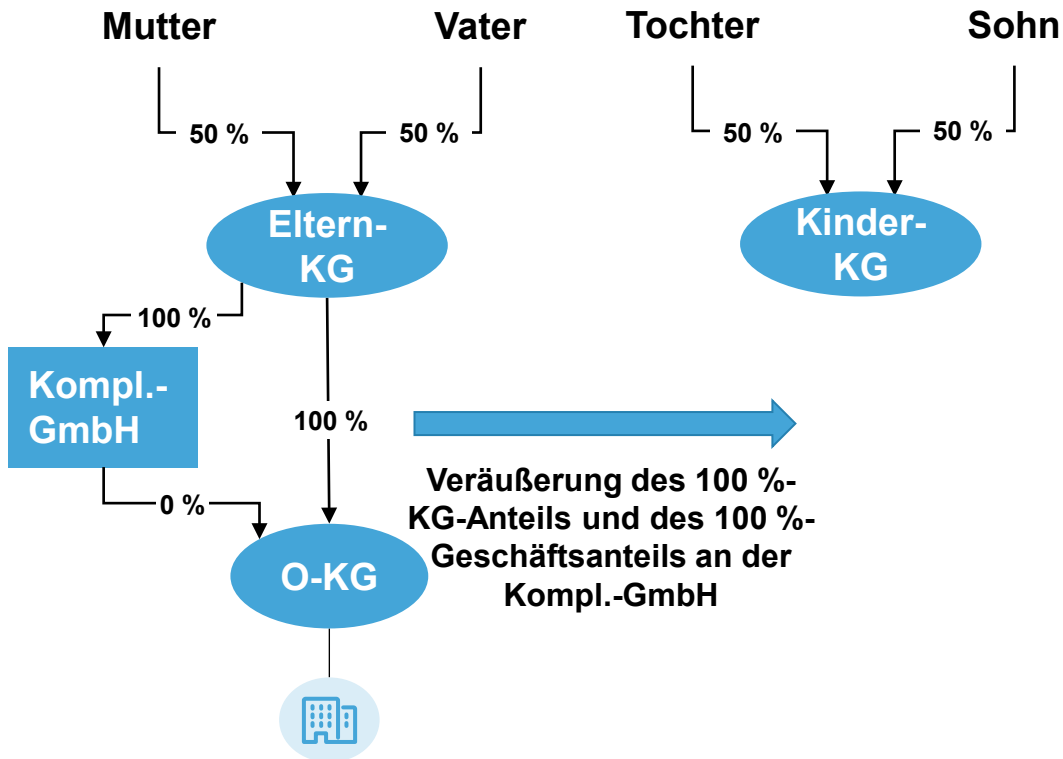 Mutter
Vater
Tochter
Sohn
50 %
50 %
50 %
50 %
Eltern-
KG
Kinder-
KG
100 %
Kompl.-
GmbH
100 %
0 %
Veräußerung des 100 %-
KG-Anteils und des 100 %-
Geschäftsanteils an der
Kompl.-GmbH
O-KG